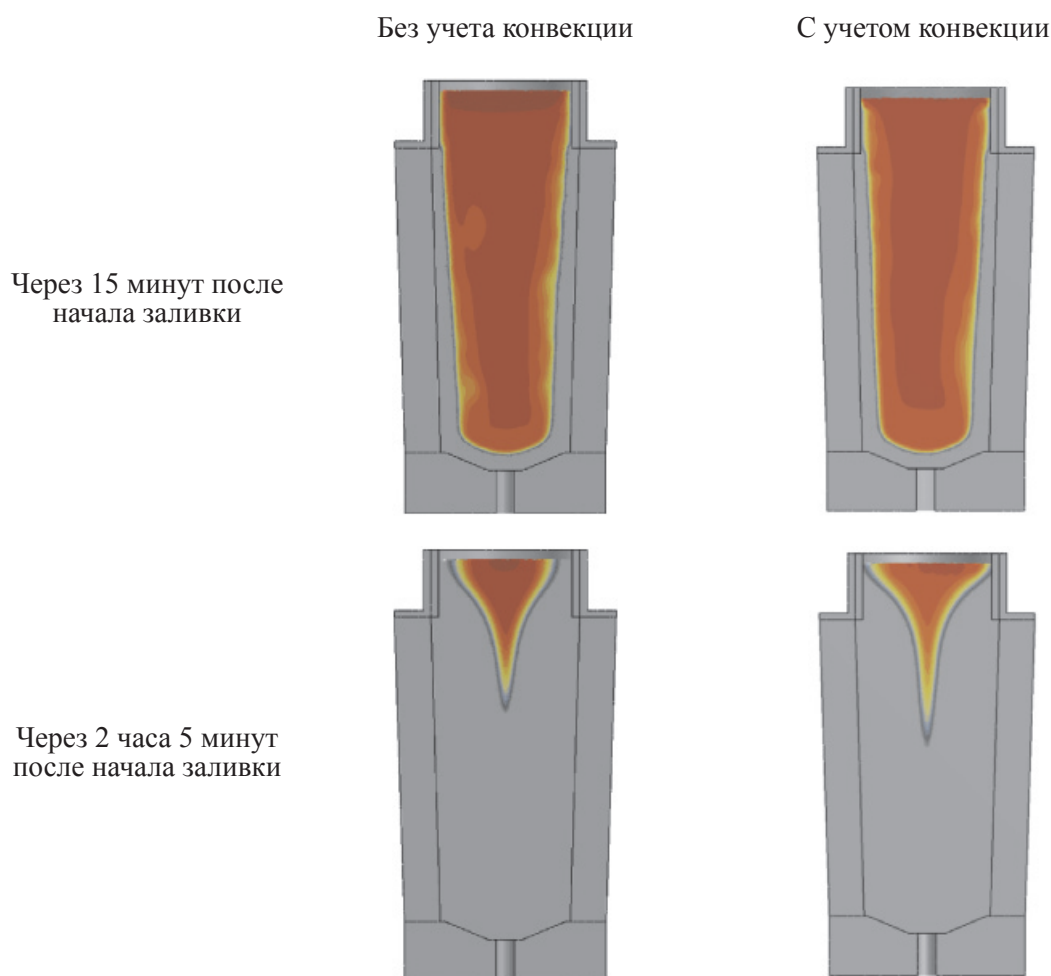 Без учета конвекции
С учетом конвекции
Через 15 минут после
начала заливки
Через 2 часа 5 минут
после начала заливки